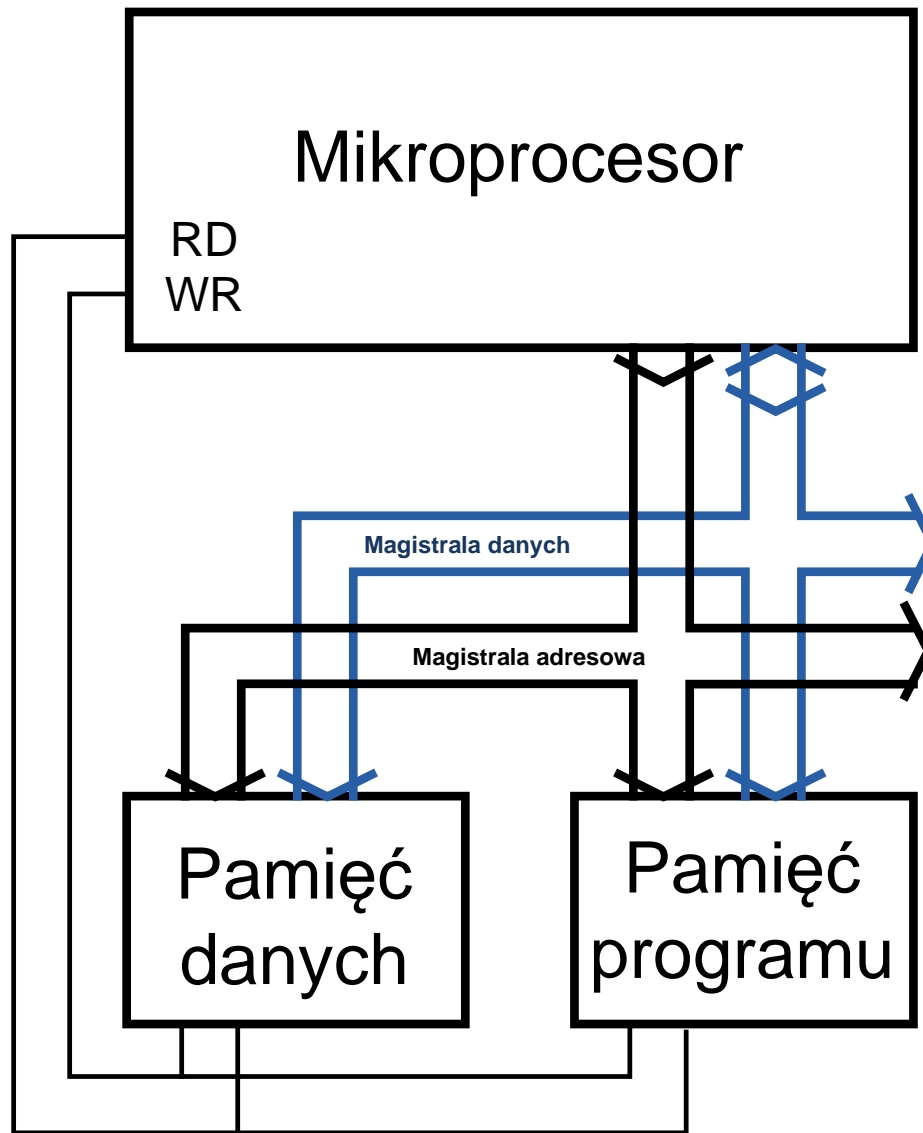 Mikroprocesor
RD
WR
Magistrala danych
Magistrala adresowa
Pamięć
danych
Pamięć
programu